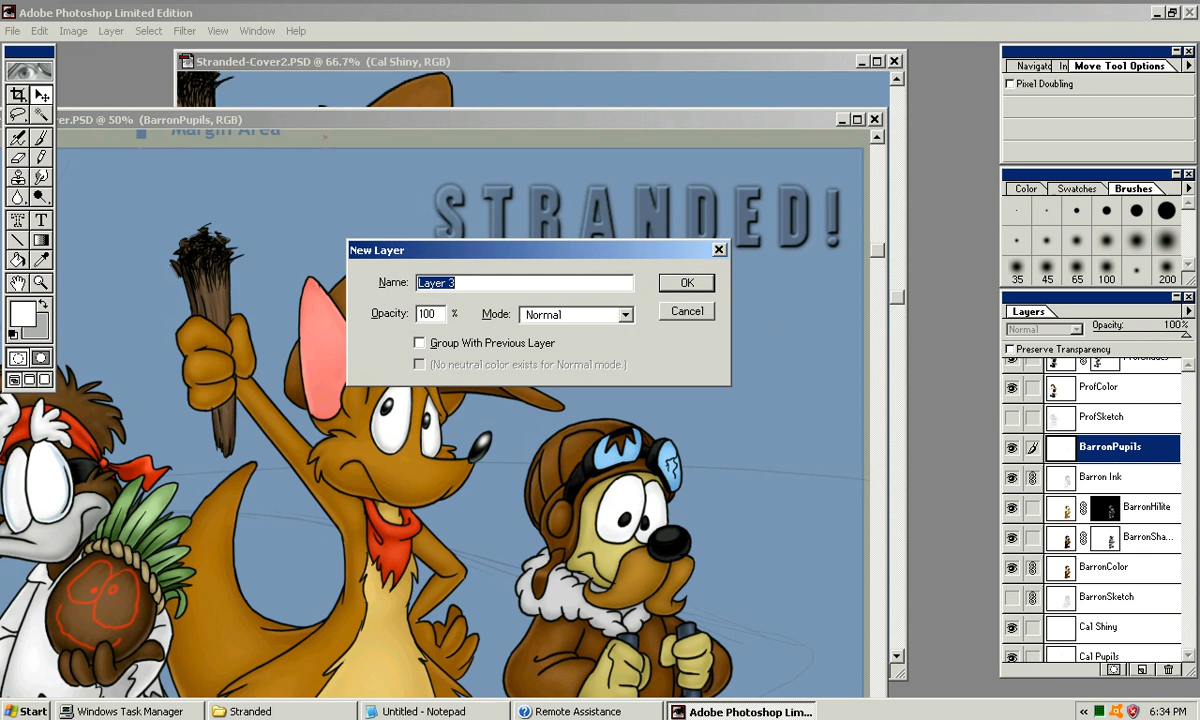 Adobe Photoshop Limited Edition
File Edit Image Layer Select Filter View Window Help
Stranded-Cover2.PSD @ 66.7% (Cal Shiny, RGB)
er.PSD @ 50% (BarronPupils, RGB)
Margin Area
STRANDED!
New Layer
Name: Layer 3
OK
Opacity: 100 % Mode: Normal
Cancel
Group With Previous Layer
(No neutral color exists for Normal mode.)
Navigato In Move Tool Options
Pixel Doubling
Color Swatches Brushes
35 45 65 100 200
Layers
Normal Opacity: 100%
Preserve Transparency
ProfShades
ProfColor
ProfSketch
BarronPupils
Barron Ink
BarronHilite
BarronSha...
BarronColor
BarronSketch
Cal Shiny
Cal Pupils
Start Windows Task Manager Stranded Untitled - Notepad Remote Assistance Adobe Photoshop Lim... 6:34 PM